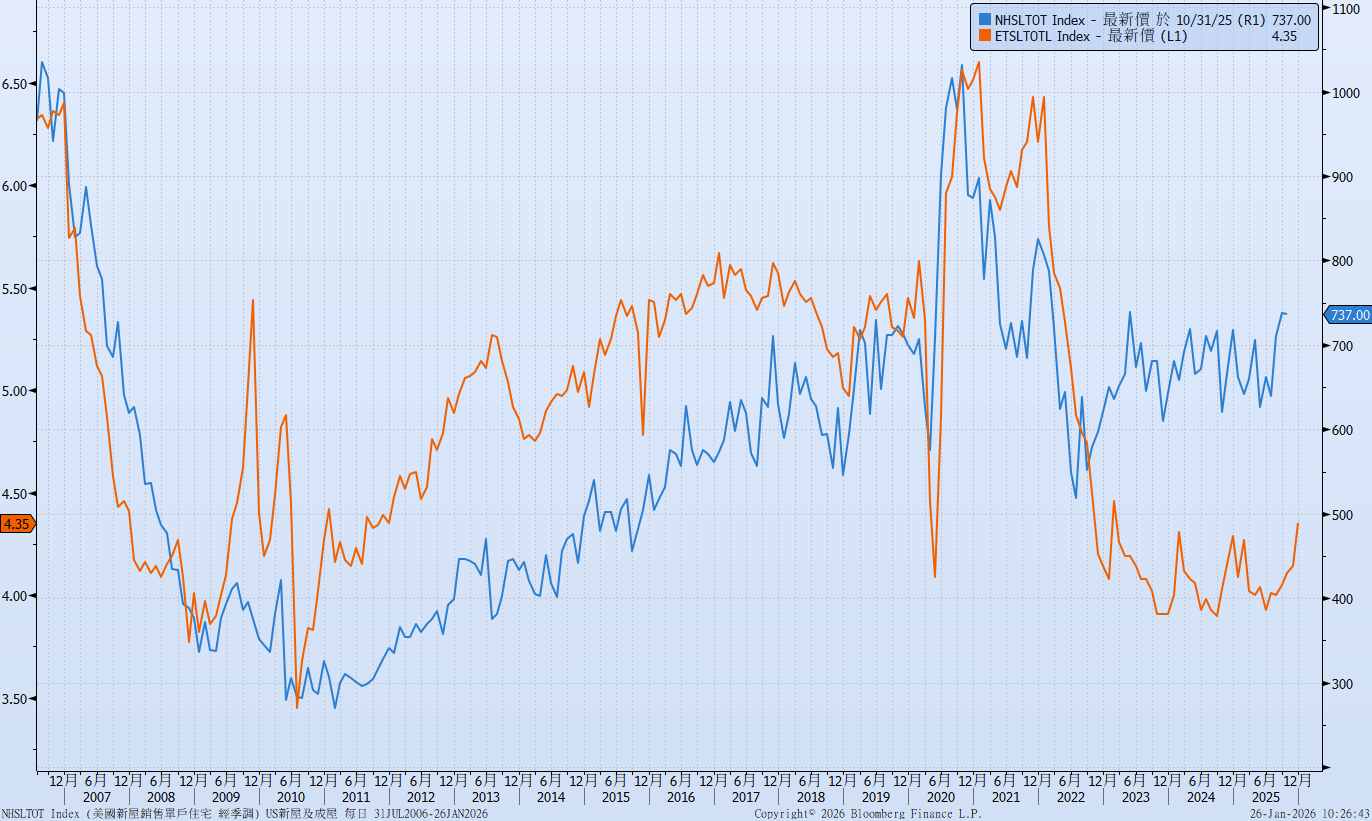 NHSLTOT Index - 最新價 於 10/31/25 (R1) 737.00
ETSLTOTL Index - 最新價 (L1) 4.35
6.50
6.00
5.50
5.00
4.50
4.35
4.00
3.50
1100
1000
900
800
737.00
700
600
500
400
300
12月 6月 12月 6月 12月 6月 12月 6月 12月 6月 12月 6月 12月 6月 12月 6月 12月 6月 12月 6月 12月 6月 12月 6月 12月 6月 12月 6月 12月 6月 12月 6月 12月 6月 12月 6月 12月 6月 12月
2007 2008 2009 2010 2011 2012 2013 2014 2015 2016 2017 2018 2019 2020 2021 2022 2023 2024 2025
NHSLTOT Index (美國新屋銷售單戶住宅 經季調) US新屋及成屋 每日 31JUL2006-26JAN2026
Copyright© 2026 Bloomberg Finance L.P.
26-Jan-2026 10:26:43